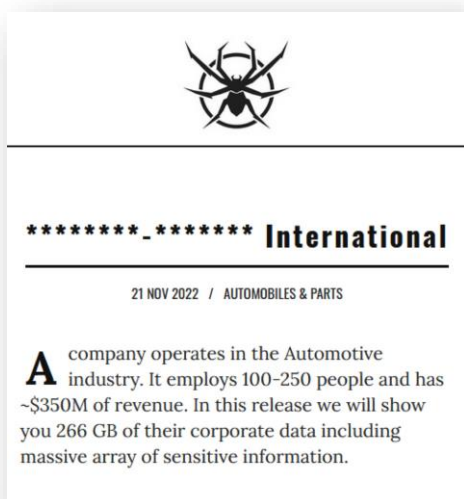 ********-******* International
21 NOV 2022 / AUTOMOBILES & PARTS
A company operates in the Automotive
industry. It employs 100-250 people and has
~$350M of revenue. In this release we will show
you 266 GB of their corporate data including
massive array of sensitive information.